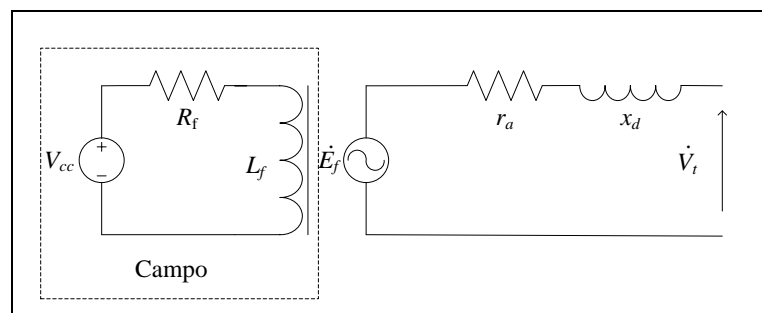 R_f
r_a
x_d
V_cc
+
−
L_f
Ė_f
V̇_t
Campo